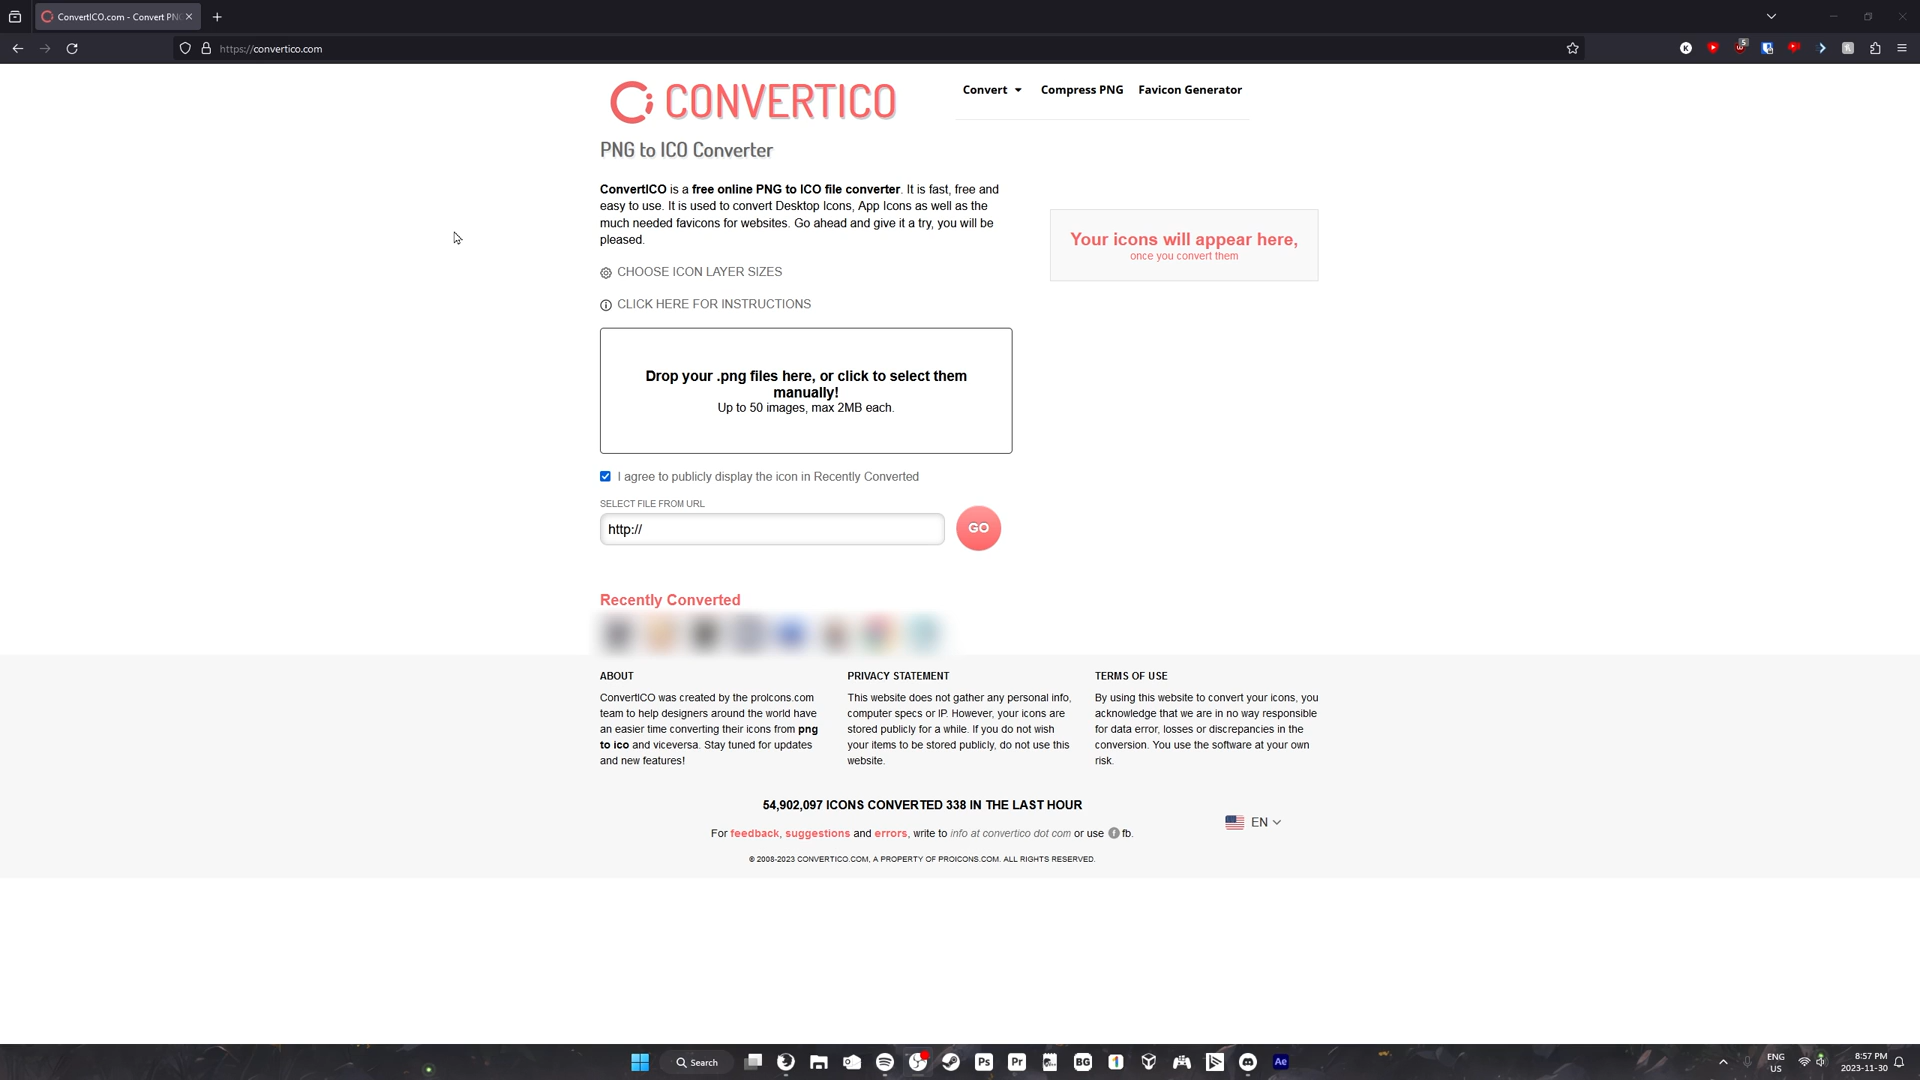 ConvertICO.com - Convert PNG
https://convertico.com
5
CONVERTICO
Convert
Compress PNG
Favicon Generator
PNG to ICO Converter
ConvertICO is a free online PNG to ICO file converter. It is fast, free and
easy to use. It is used to convert Desktop Icons, App Icons as well as the
much needed favicons for websites. Go ahead and give it a try, you will be
pleased.
CHOOSE ICON LAYER SIZES
CLICK HERE FOR INSTRUCTIONS
Your icons will appear here,
once you convert them
Drop your .png files here, or click to select them
manually!
Up to 50 images, max 2MB each.
I agree to publicly display the icon in Recently Converted
SELECT FILE FROM URL
http://
GO
Recently Converted
ABOUT
ConvertICO was created by the proIcons.com
team to help designers around the world have
an easier time converting their icons from png
to ico and viceversa. Stay tuned for updates
and new features!
PRIVACY STATEMENT
This website does not gather any personal info,
computer specs or IP. However, your icons are
stored publicly for a while. If you do not wish
your items to be stored publicly, do not use this
website.
TERMS OF USE
By using this website to convert your icons, you
acknowledge that we are in no way responsible
for data error, losses or discrepancies in the
conversion. You use the software at your own
risk.
54,902,097 ICONS CONVERTED 338 IN THE LAST HOUR
For feedback, suggestions and errors, write to info at convertico dot com or use fb.
EN
© 2008-2023 CONVERTICO.COM, A PROPERTY OF PROICONS.COM. ALL RIGHTS RESERVED.
Search
Ps
Pr
BG
Ae
ENG
US
8:57 PM
2023-11-30